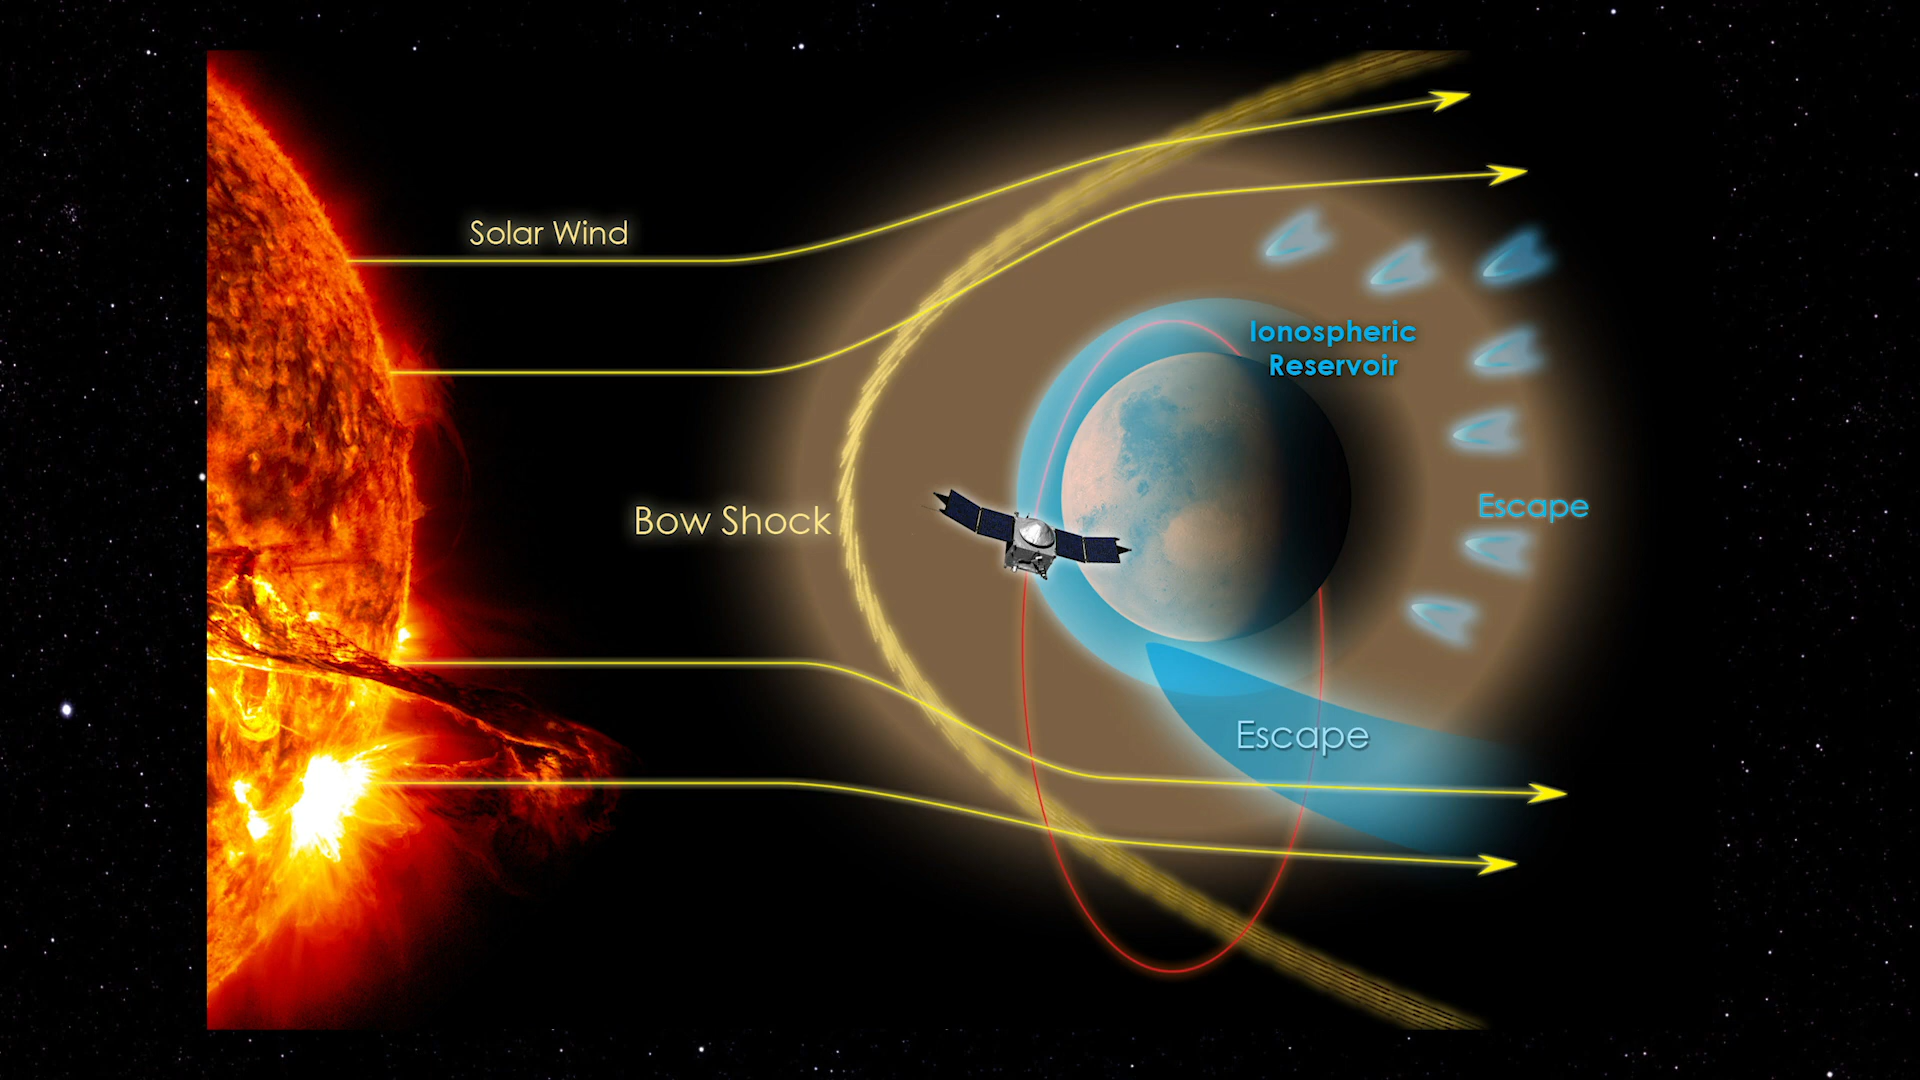 Solar Wind
Ionospheric
Reservoir
Bow Shock
Escape
Escape